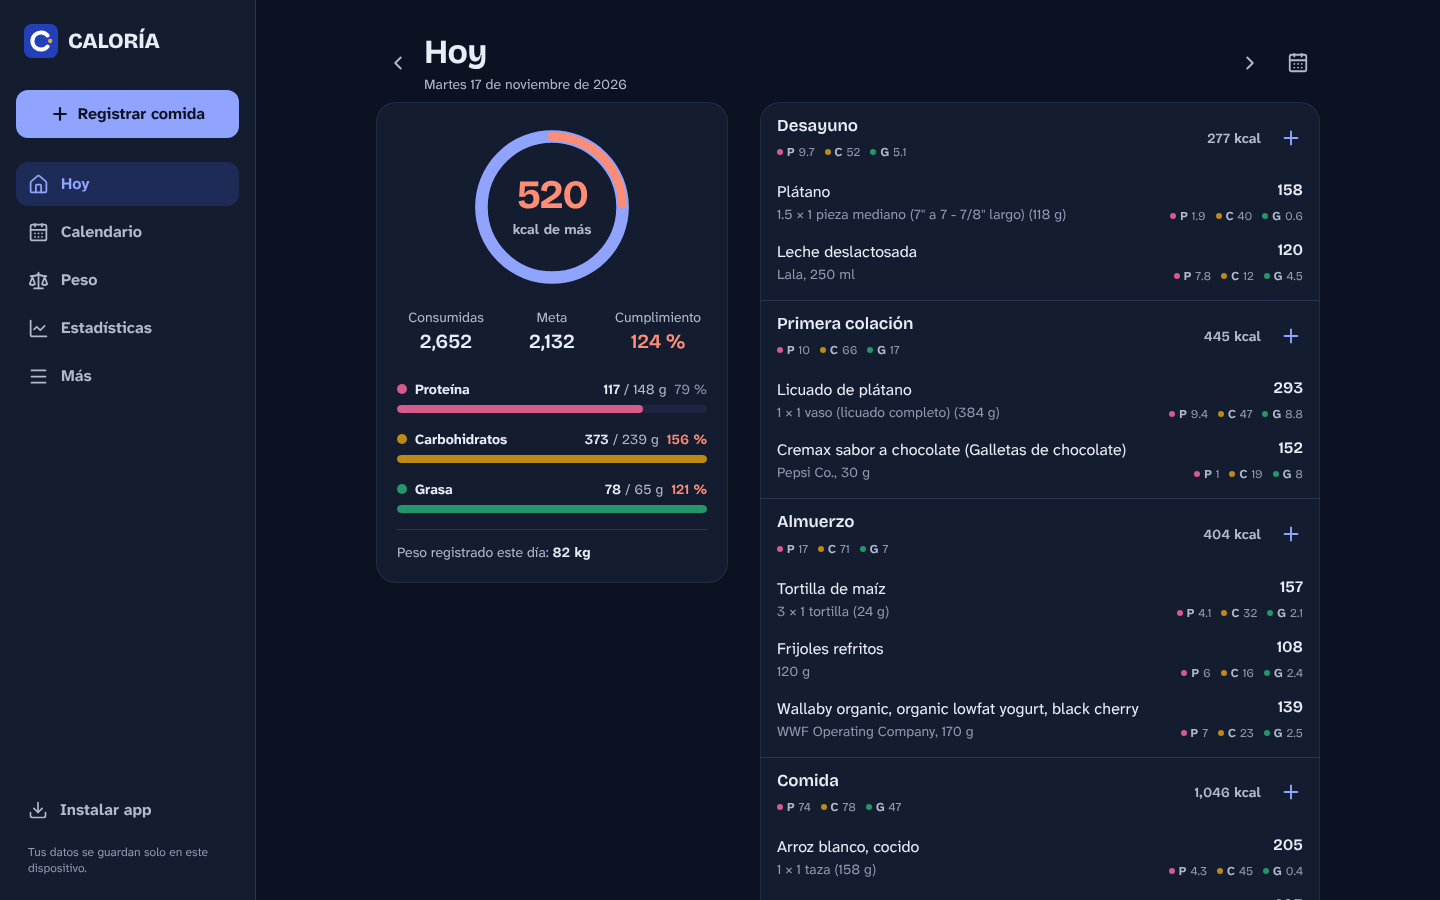 CALORÍA
Registrar comida
Hoy
Calendario
Peso
Estadísticas
Más
Instalar app
Tus datos se guardan solo en este
dispositivo.
Hoy
Martes 17 de noviembre de 2026
520
kcal de más
Consumidas Meta Cumplimiento
2,652 2,132 124 %
Proteína 117 / 148 g 79 %
Carbohidratos 373 / 239 g 156 %
Grasa 78 / 65 g 121 %
Peso registrado este día: 82 kg
Desayuno 277 kcal
P 9.7 C 52 G 5.1
Plátano 158
1.5 × 1 pieza mediano (7" a 7 - 7/8" largo) (118 g) P 1.9 C 40 G 0.6
Leche deslactosada 120
Lala, 250 ml P 7.8 C 12 G 4.5
Primera colación 445 kcal
P 10 C 66 G 17
Licuado de plátano 293
1 × 1 vaso (licuado completo) (384 g) P 9.4 C 47 G 8.8
Cremax sabor a chocolate (Galletas de chocolate) 152
Pepsi Co., 30 g P 1 C 19 G 8
Almuerzo 404 kcal
P 17 C 71 G 7
Tortilla de maíz 157
3 × 1 tortilla (24 g) P 4.1 C 32 G 2.1
Frijoles refritos 108
120 g P 6 C 16 G 2.4
Wallaby organic, organic lowfat yogurt, black cherry 139
WWF Operating Company, 170 g P 7 C 23 G 2.5
Comida 1,046 kcal
P 74 C 78 G 47
Arroz blanco, cocido 205
1 × 1 taza (158 g) P 4.3 C 45 G 0.4